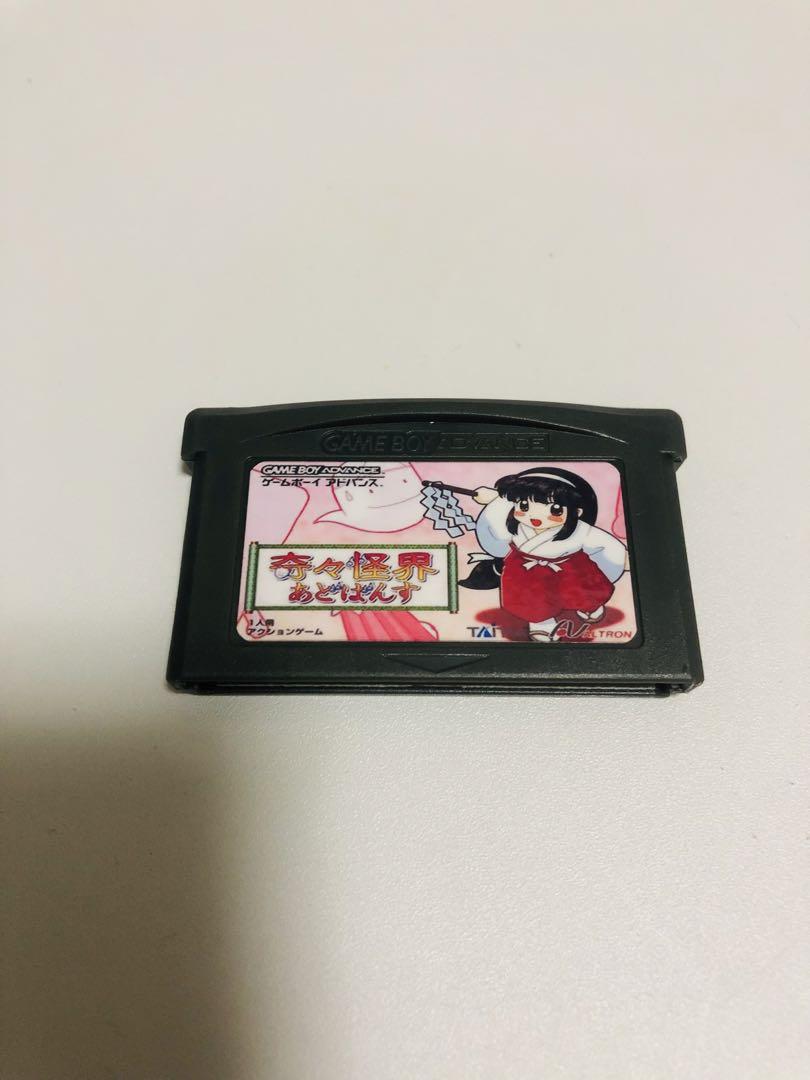 GAME BOY ADVANCE
GAME BOY ADVANCE
ゲームボーイ アドバンス
奇々怪界
あどばんす
1人用
アクションゲーム
TAITO
ALTRON